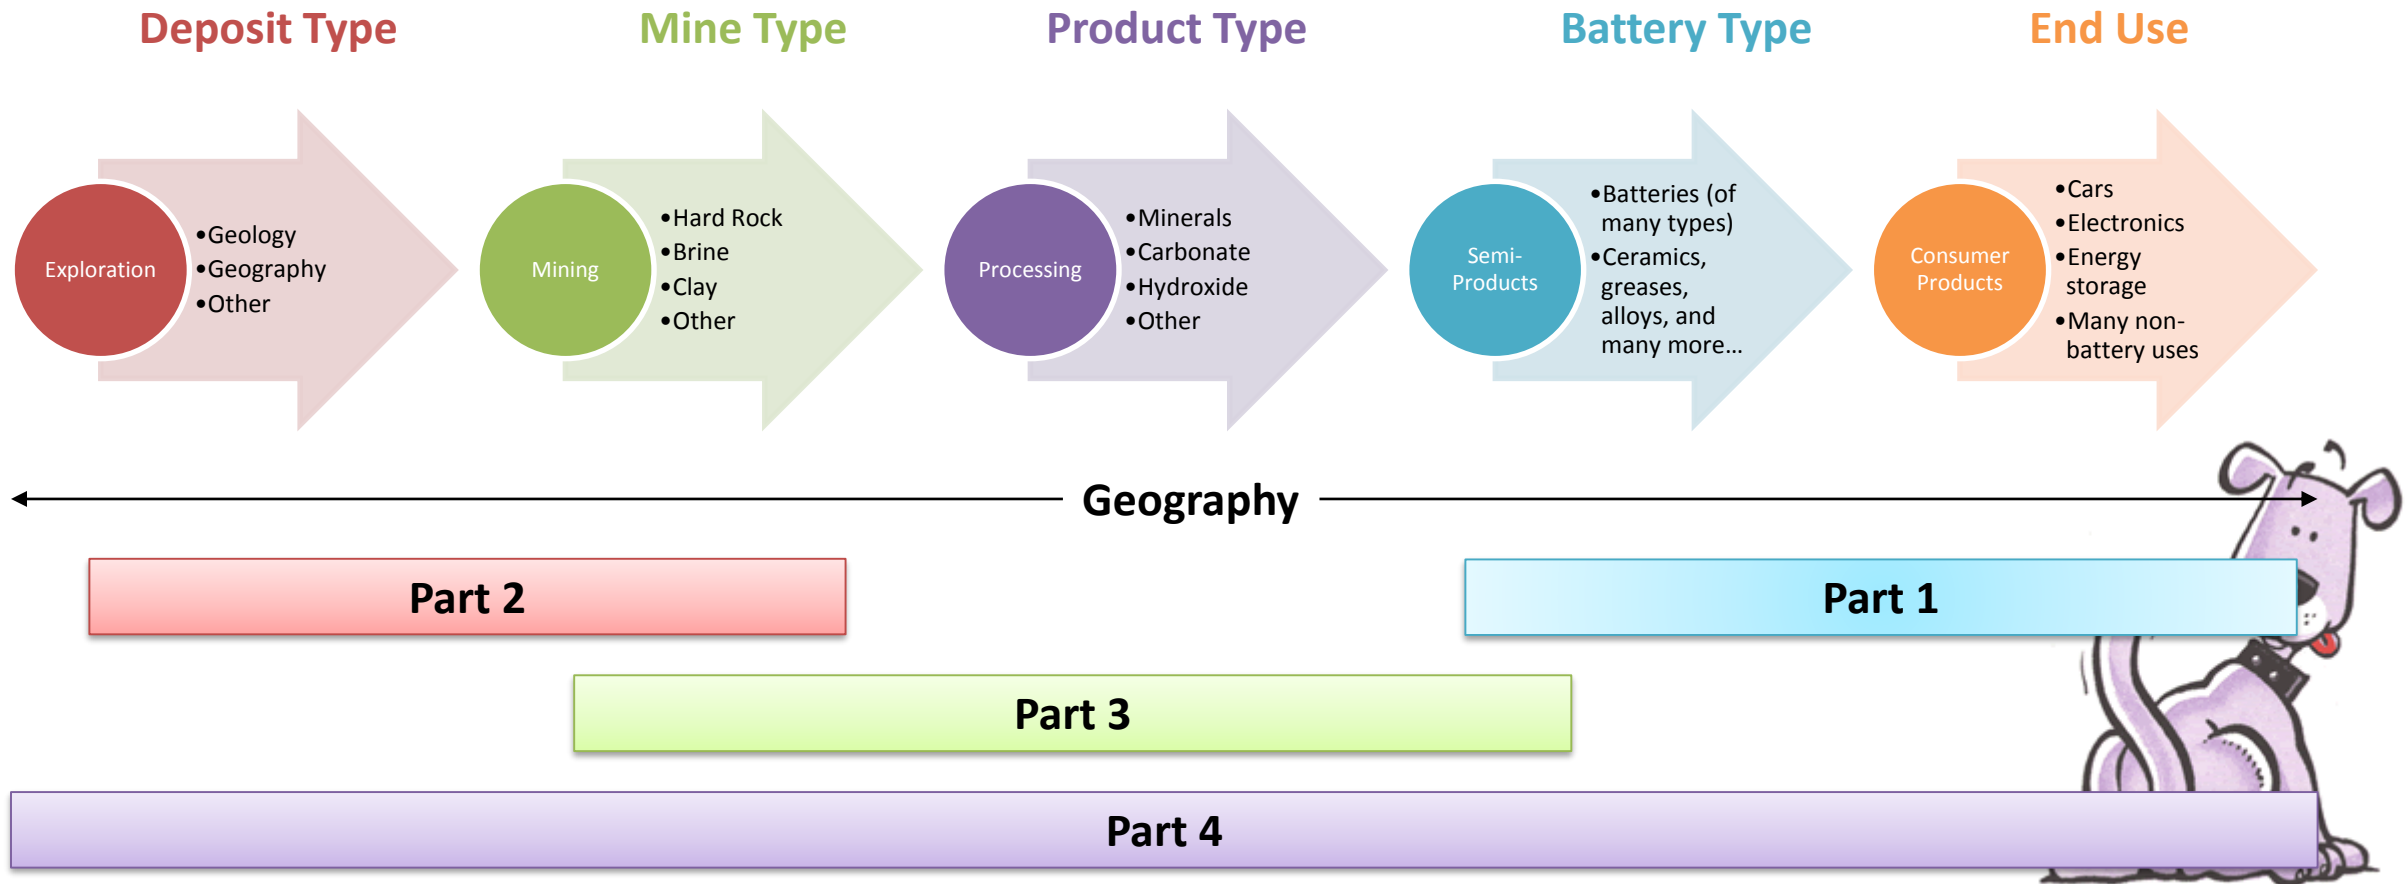 Deposit Type
Mine Type
Product Type
Battery Type
End Use
Exploration
•Geology
•Geography
•Other
Mining
•Hard Rock
•Brine
•Clay
•Other
Processing
•Minerals
•Carbonate
•Hydroxide
•Other
Semi-
Products
•Batteries (of
many types)
•Ceramics,
greases,
alloys, and
many more...
Consumer
Products
•Cars
•Electronics
•Energy
storage
•Many non-
battery uses
Geography
Part 2
Part 1
Part 3
Part 4